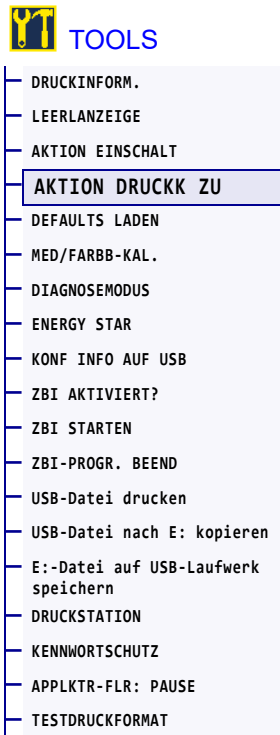 TOOLS
DRUCKINFORM.
LEERLANZEIGE
AKTION EINSCHALT
AKTION DRUCKK ZU
DEFAULTS LADEN
MED/FARBB-KAL.
DIAGNOSEMODUS
ENERGY STAR
KONF INFO AUF USB
ZBI AKTIVIERT?
ZBI STARTEN
ZBI-PROGR. BEEND
USB-Datei drucken
USB-Datei nach E: kopieren
E:-Datei auf USB-Laufwerk
speichern
DRUCKSTATION
KENNWORTSCHUTZ
APPLKTR-FLR: PAUSE
TESTDRUCKFORMAT